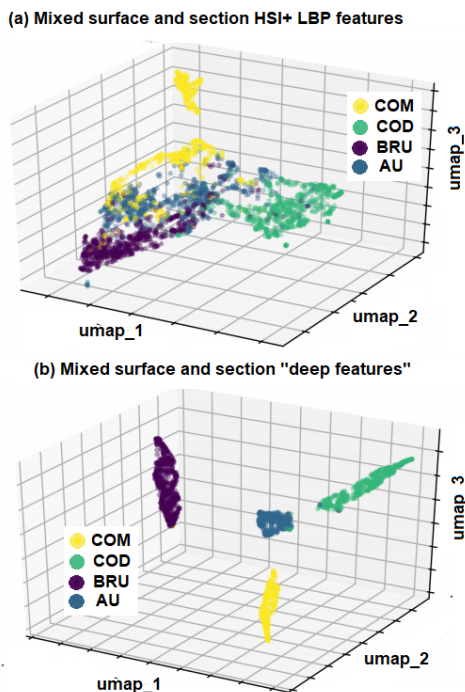 (a) Mixed surface and section HSI+ LBP features
COM
COD
BRU
AU
umap_3
umap_2
umap_1
(b) Mixed surface and section "deep features"
umap_3
COM
COD
BRU
AU
umap_2
umap_1